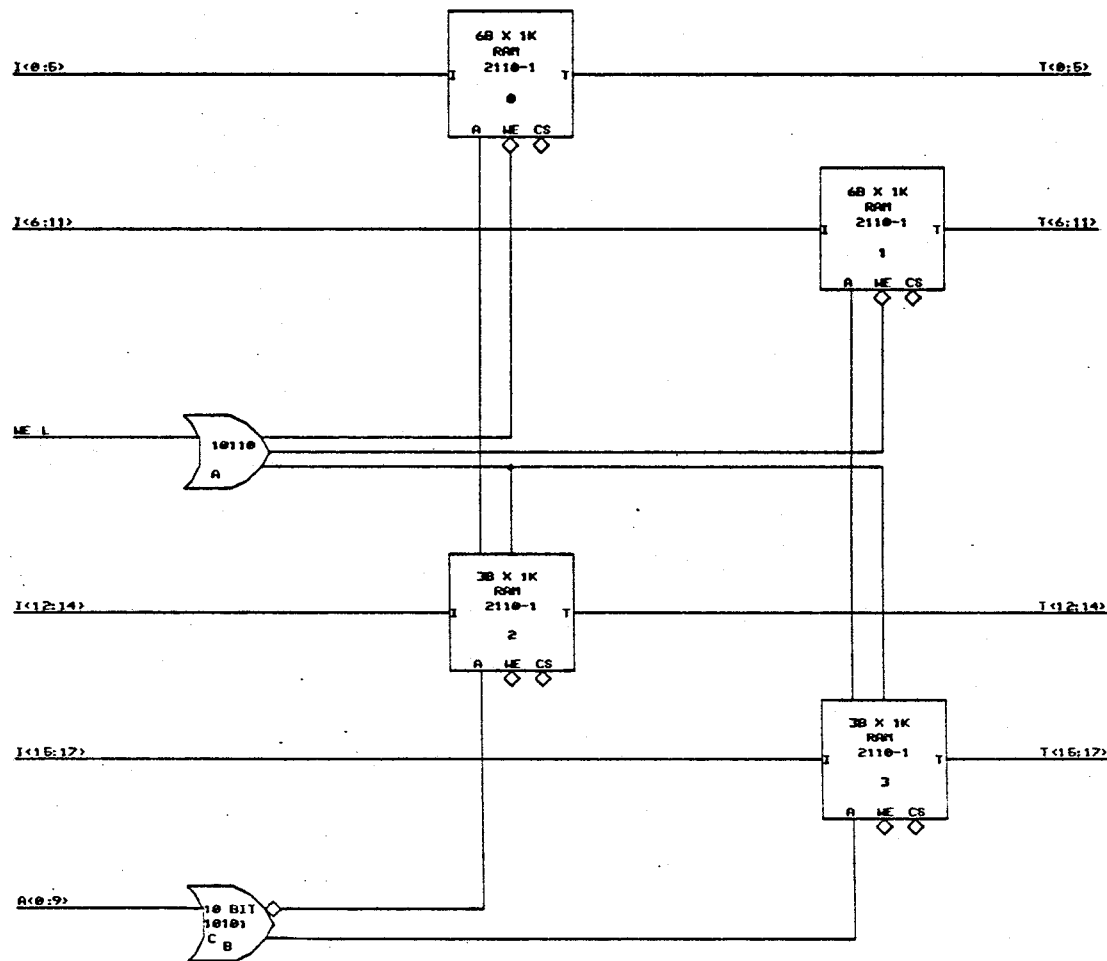 6B X 1K
RAM
2110-1
0
I<0:5>
I
T
T<0:5>
A WE CS
6B X 1K
RAM
2110-1
1
I<6:11>
I
T
T<6:11>
A WE CS
WE L
10110
A
3B X 1K
RAM
2110-1
2
I<12:14>
I
T
T<12:14>
A WE CS
3B X 1K
RAM
2110-1
3
I<15:17>
I
T
T<15:17>
A WE CS
A<0:9>
10 BIT
10101
C B